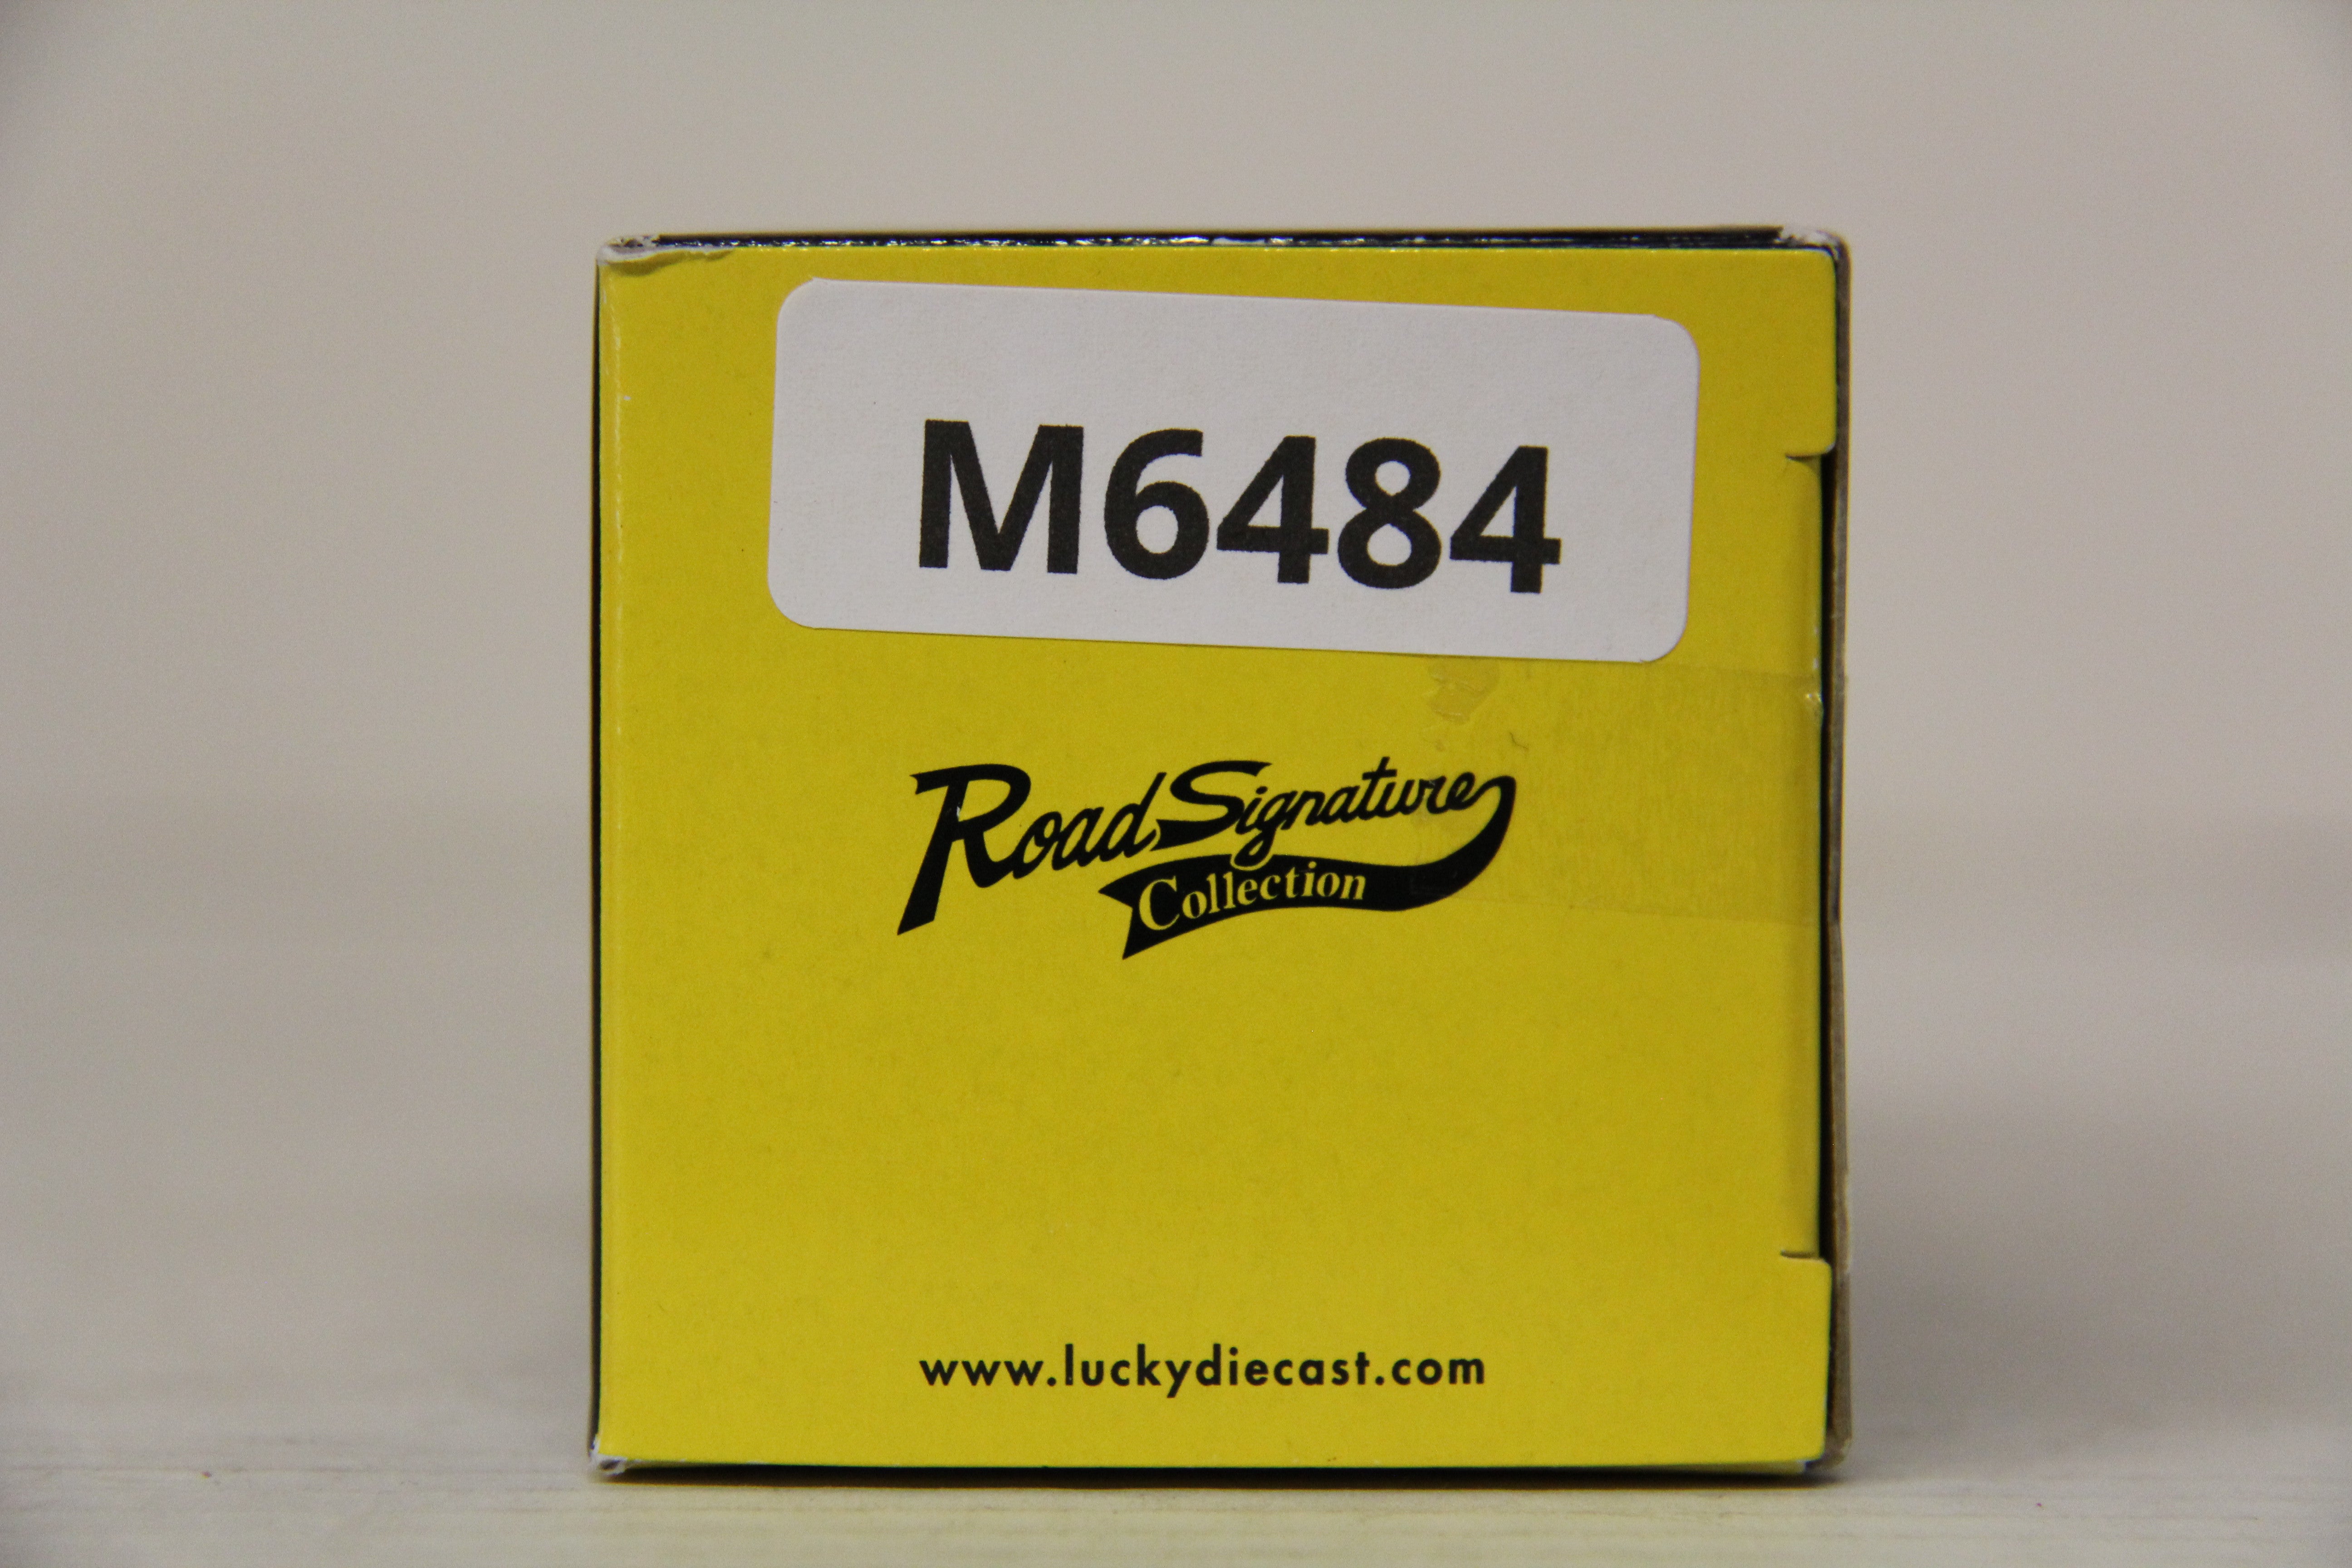 M6484
Road Signature
Collection
www.luckydiecast.com